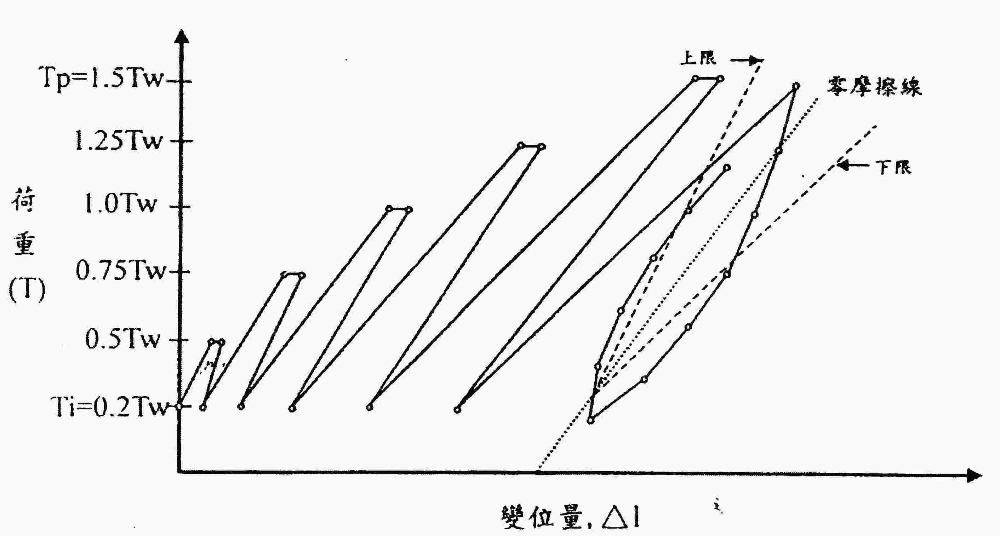 上限
Tp=1.5Tw
零摩擦線
1.25Tw
下限
荷重(T)
1.0Tw
0.75Tw
0.5Tw
Ti=0.2Tw
變位量, △l